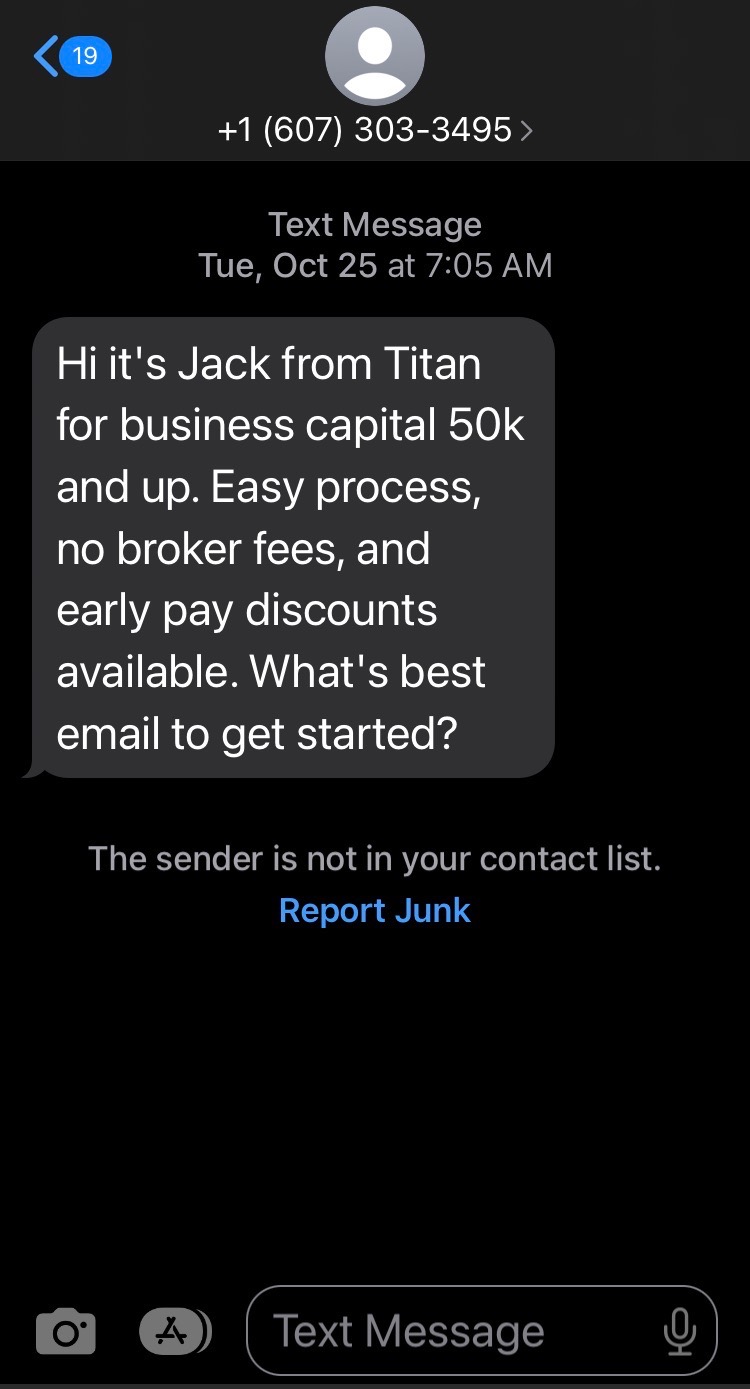 19
+1 (607) 303-3495
Text Message
Tue, Oct 25 at 7:05 AM
Hi it's Jack from Titan
for business capital 50k
and up. Easy process,
no broker fees, and
early pay discounts
available. What's best
email to get started?
The sender is not in your contact list.
Report Junk
Text Message